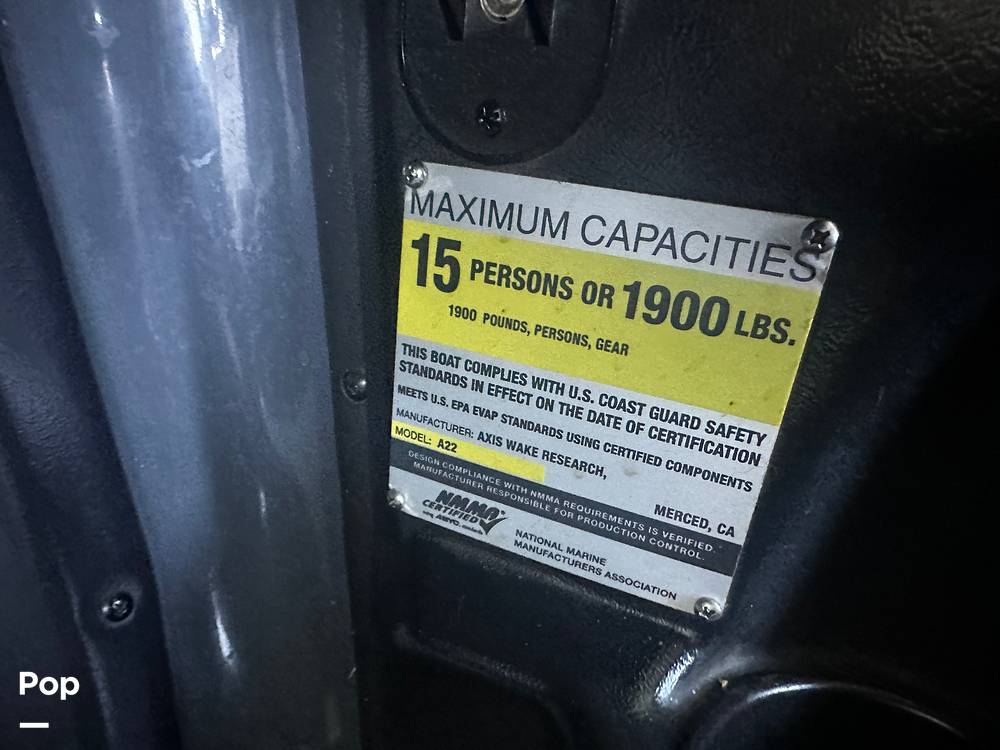 MAXIMUM CAPACITIES
15 PERSONS OR 1900 LBS.
1900 POUNDS, PERSONS, GEAR
THIS BOAT COMPLIES WITH U.S. COAST GUARD SAFETY
STANDARDS IN EFFECT ON THE DATE OF CERTIFICATION
MEETS U.S. EPA EVAP STANDARDS USING CERTIFIED COMPONENTS
MANUFACTURER: AXIS WAKE RESEARCH,
MERCED, CA
MODEL: A22
DESIGN COMPLIANCE WITH NMMA REQUIREMENTS IS VERIFIED.
MANUFACTURER RESPONSIBLE FOR PRODUCTION CONTROL.
NMMA
CERTIFIED
NATIONAL MARINE
MANUFACTURERS ASSOCIATION
Pop